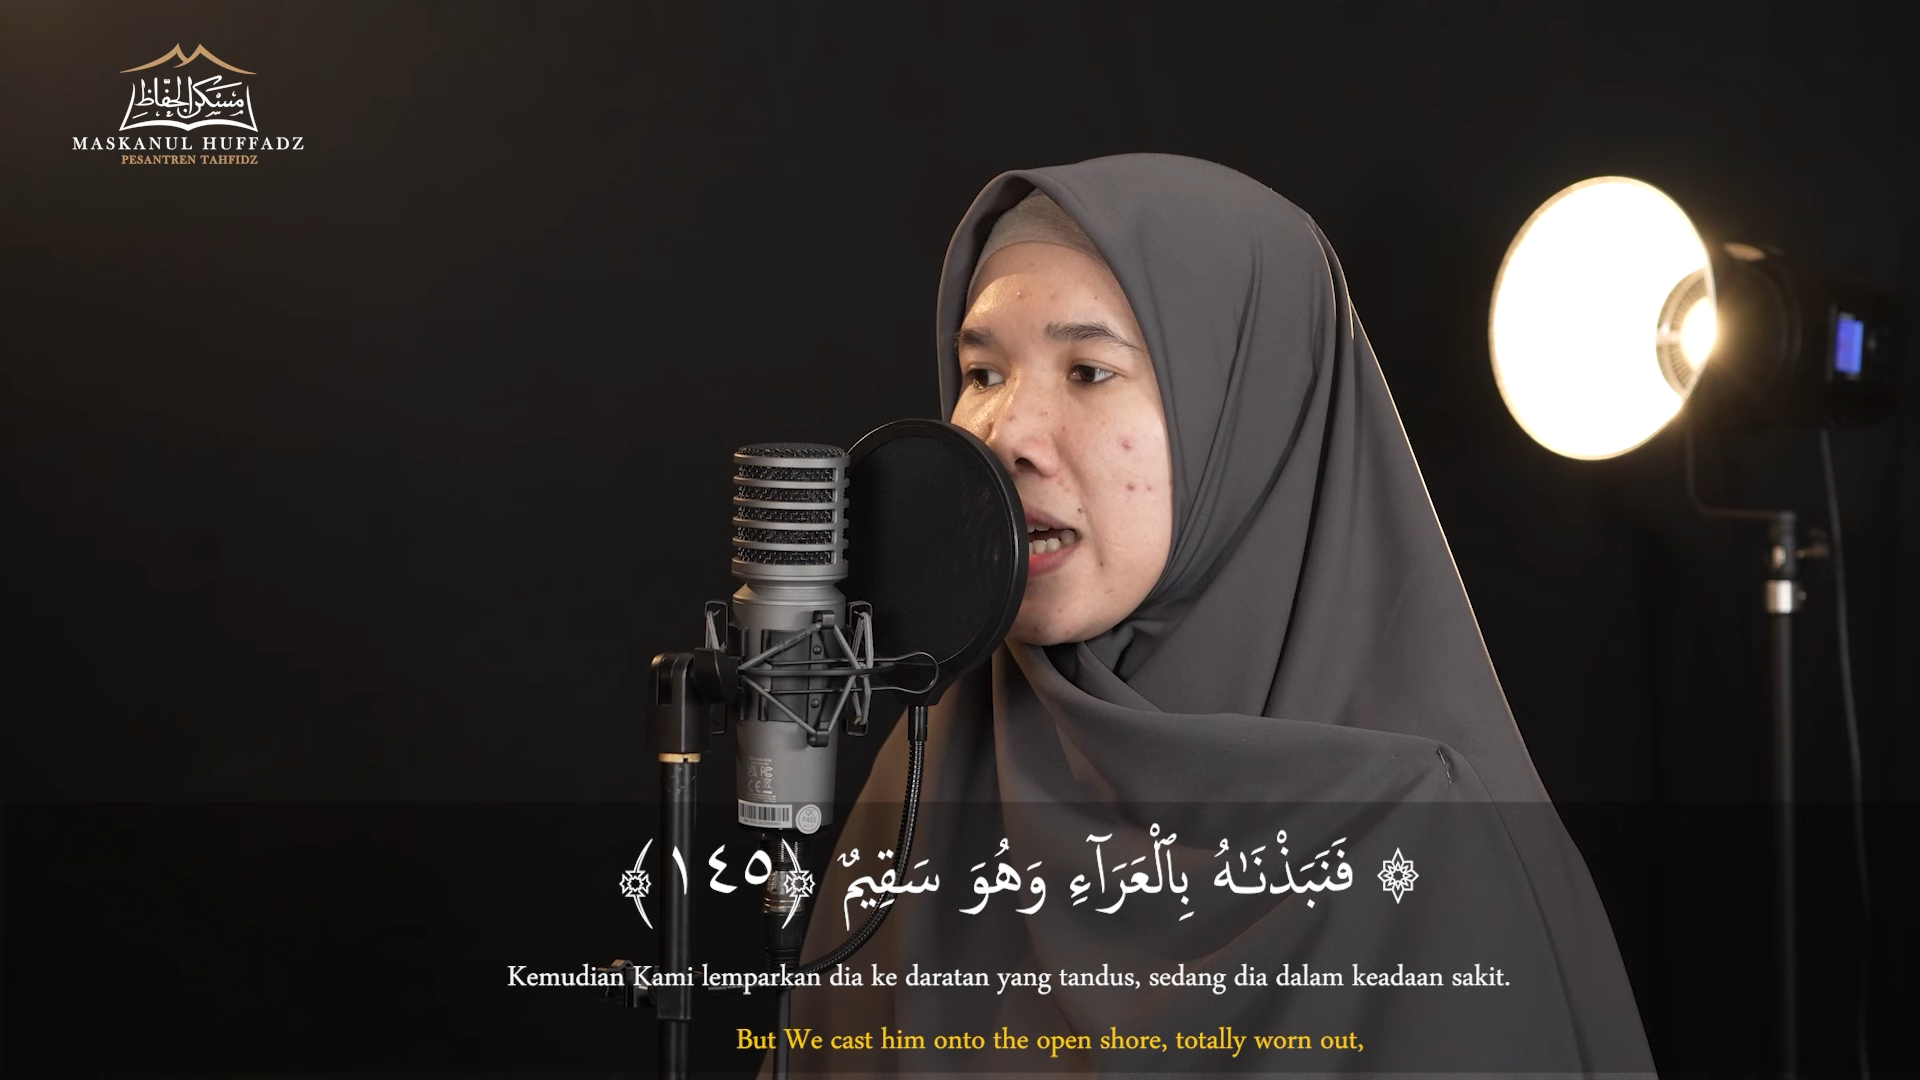 مسكن الحفاظ
MASKANUL HUFFADZ
PESANTREN TAHFIDZ
۞ فَنَبَذْنَـٰهُ بِٱلْعَرَآءِ وَهُوَ سَقِيمٌ ﴿١٤٥﴾
Kemudian Kami lemparkan dia ke daratan yang tandus, sedang dia dalam keadaan sakit.
But We cast him onto the open shore, totally worn out,